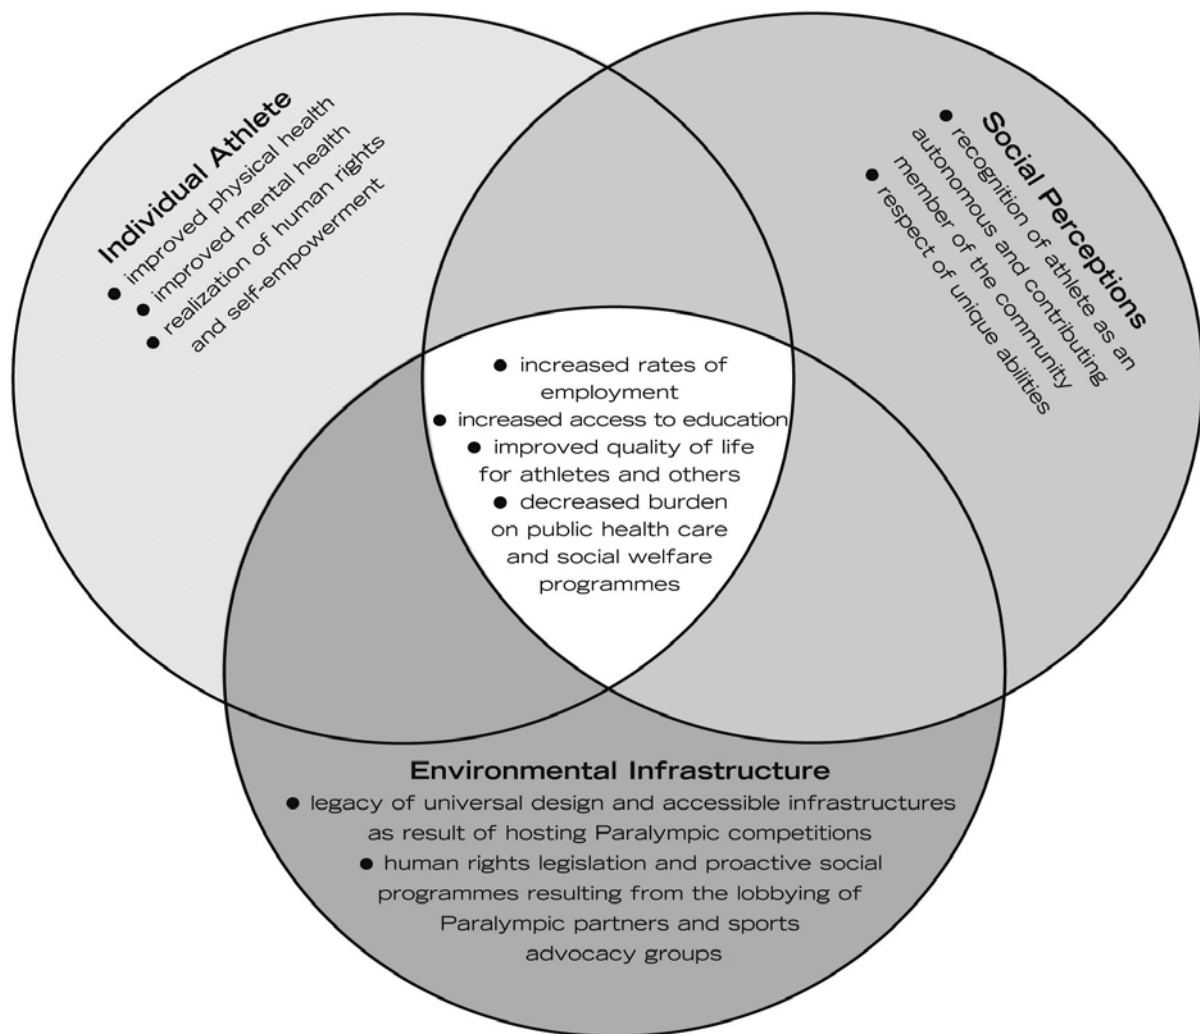 Individual Athlete
● improved physical health
● improved mental health
● realization of human rights
and self-empowerment
Social Perceptions
● recognition of athlete as an
autonomous and contributing
member of the community
● respect of unique abilities
● increased rates of
employment
● increased access to education
● improved quality of life
for athletes and others
● decreased burden
on public health care
and social welfare
programmes
Environmental Infrastructure
● legacy of universal design and accessible infrastructures
as result of hosting Paralympic competitions
● human rights legislation and proactive social
programmes resulting from the lobbying of
Paralympic partners and sports
advocacy groups